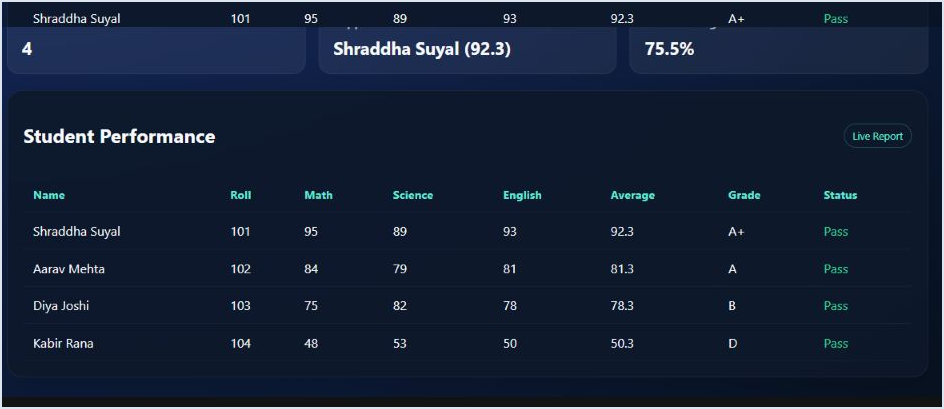 Shraddha Suyal 101 95 89 93 92.3 A+ Pass
4 Shraddha Suyal (92.3) 75.5%
Student Performance Live Report
Name Roll Math Science English Average Grade Status
Shraddha Suyal 101 95 89 93 92.3 A+ Pass
Aarav Mehta 102 84 79 81 81.3 A Pass
Diya Joshi 103 75 82 78 78.3 B Pass
Kabir Rana 104 48 53 50 50.3 D Pass